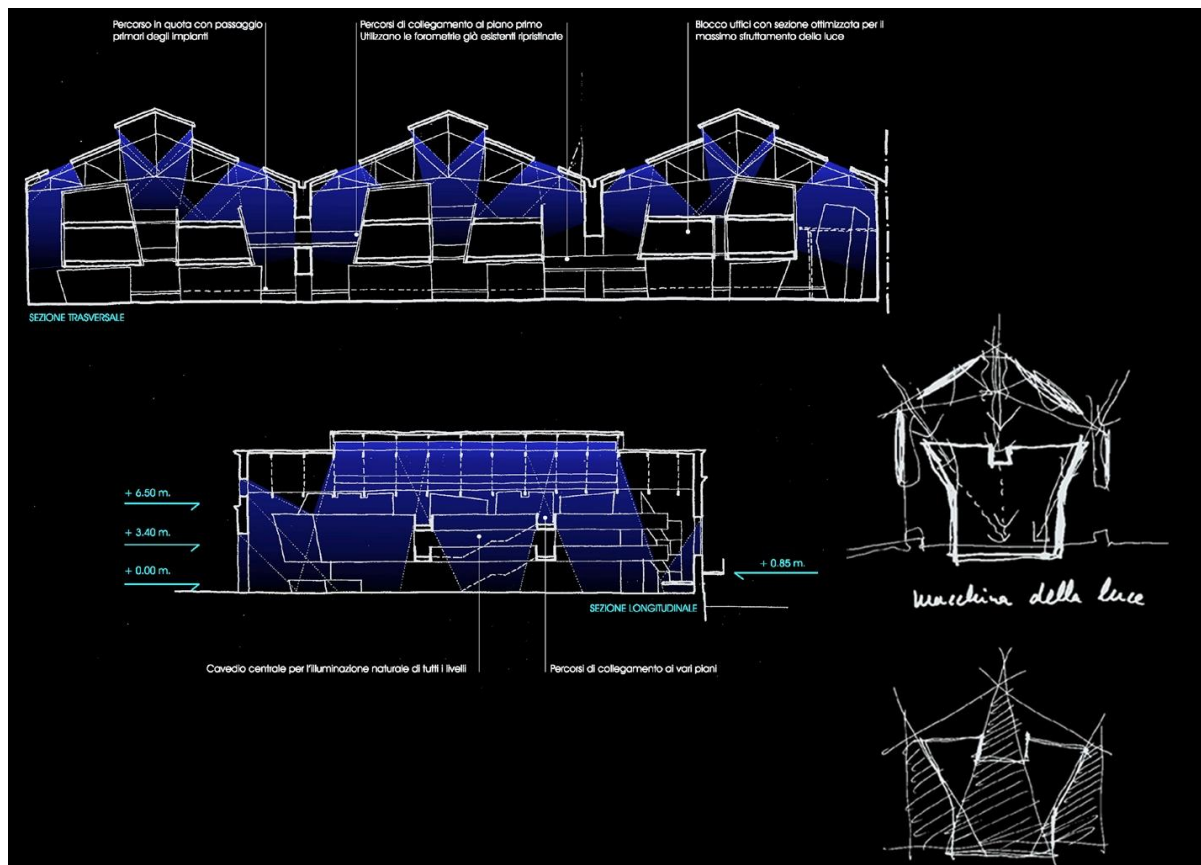 Percorso in quota con passaggio
primari degli impianti
Percorsi di collegamento al piano primo
Utilizzano le forometrie già esistenti ripristinate
Blocco uffici con sezione ottimizzata per il
massimo sfruttamento della luce
SEZIONE TRASVERSALE
+ 6.50 m.
+ 3.40 m.
+ 0.00 m.
+ 0.85 m.
SEZIONE LONGITUDINALE
Cavedio centrale per l'illuminazione naturale di tutti i livelli
Percorsi di collegamento ai vari piani
macchina della luce